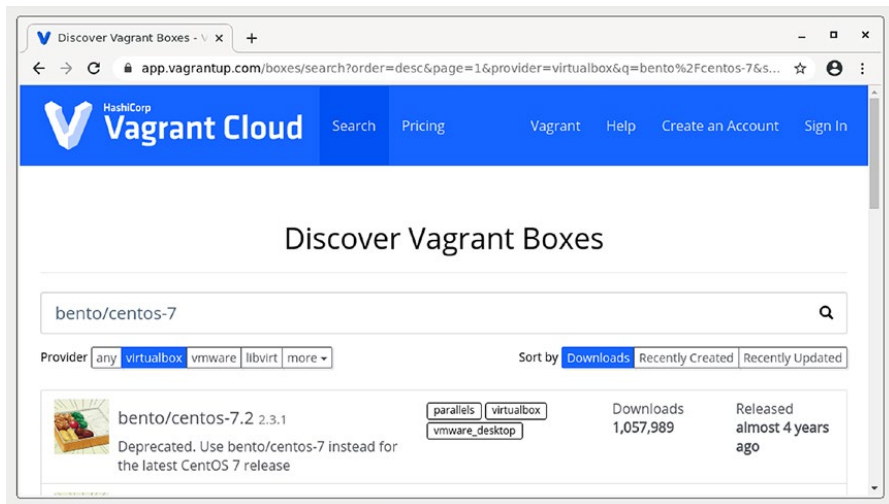 Discover Vagrant Boxes - V
app.vagrantup.com/boxes/search?order=desc&page=1&provider=virtualbox&q=bento%2Fcentos-7&s...
HashiCorp
Vagrant Cloud
Search Pricing Vagrant Help Create an Account Sign In
Discover Vagrant Boxes
bento/centos-7
Provider any virtualbox vmware libvirt more Sort by Downloads Recently Created Recently Updated
bento/centos-7.2 2.3.1
Deprecated. Use bento/centos-7 instead for
the latest CentOS 7 release
parallels virtualbox
vmware_desktop
Downloads
1,057,989
Released
almost 4 years
ago